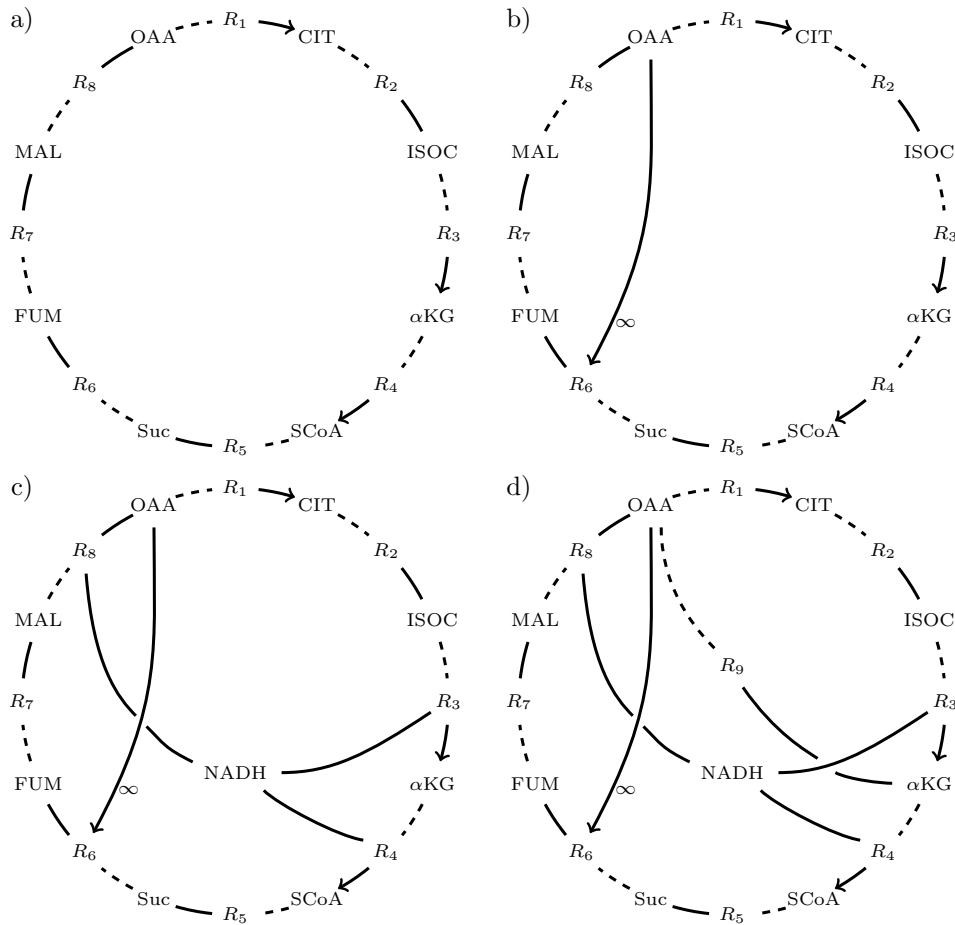 a)
R1
OAA
CIT
R8
R2
MAL
ISOC
R7
R3
FUM
αKG
R6
R4
Suc
SCoA
R5
b)
R1
OAA
CIT
R8
R2
MAL
ISOC
R7
R3
FUM
∞
αKG
R6
R4
Suc
SCoA
R5
c)
R1
OAA
CIT
R8
R2
MAL
ISOC
R7
R3
NADH
FUM
∞
αKG
R6
R4
Suc
SCoA
R5
d)
R1
OAA
CIT
R8
R2
MAL
ISOC
R9
R7
R3
NADH
FUM
∞
αKG
R6
R4
Suc
SCoA
R5